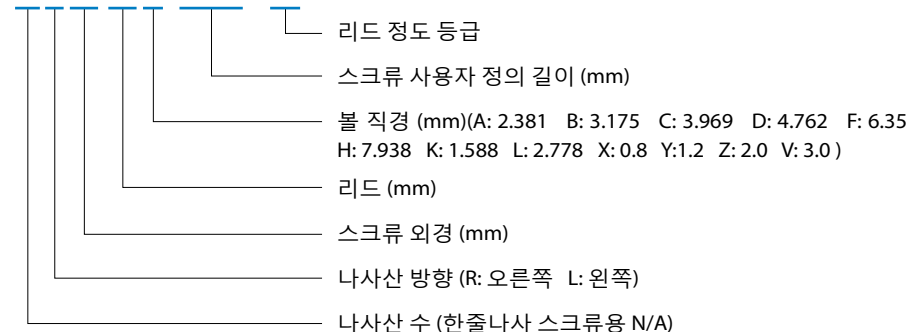 리드 정도 등급
스크류 사용자 정의 길이 (mm)
볼 직경 (mm)(A: 2.381 B: 3.175 C: 3.969 D: 4.762 F: 6.35
H: 7.938 K: 1.588 L: 2.778 X: 0.8 Y:1.2 Z: 2.0 V: 3.0 )
리드 (mm)
스크류 외경 (mm)
나사산 방향 (R: 오른쪽 L: 왼쪽)
나사산 수 (한줄나사 스크류용 N/A)